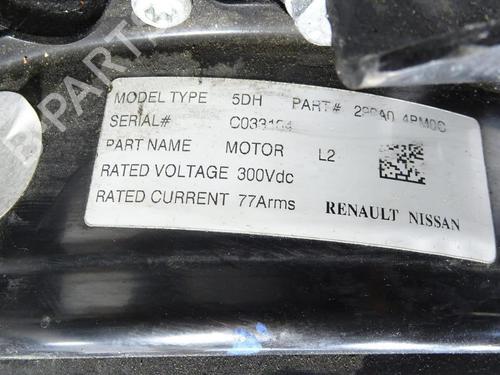 MODEL TYPE 5DH PART#
SERIAL#
PART NAME MOTOR L2
RATED VOLTAGE 300Vdc
RATED CURRENT 77Arms RENAULT NISSAN